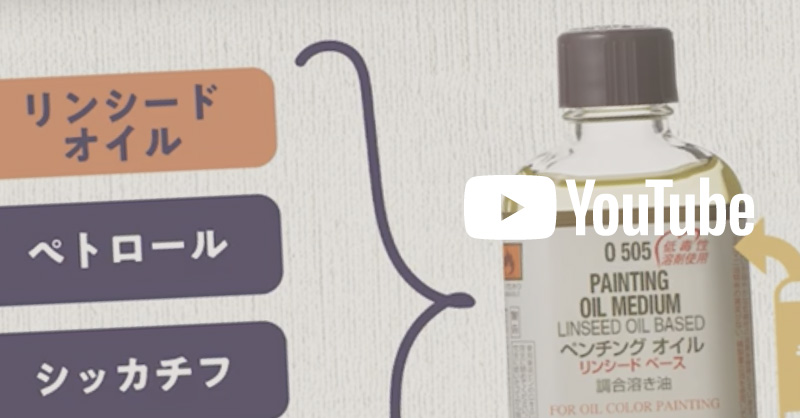 リンシード
オイル
ペトロール
シッカチフ
YouTube
O 505
低毒性
溶剤使用
PAINTING
OIL MEDIUM
LINSEED OIL BASED
ペンチング オイル
リンシード ベース
調合溶き油
FOR OIL COLOR PAINTING